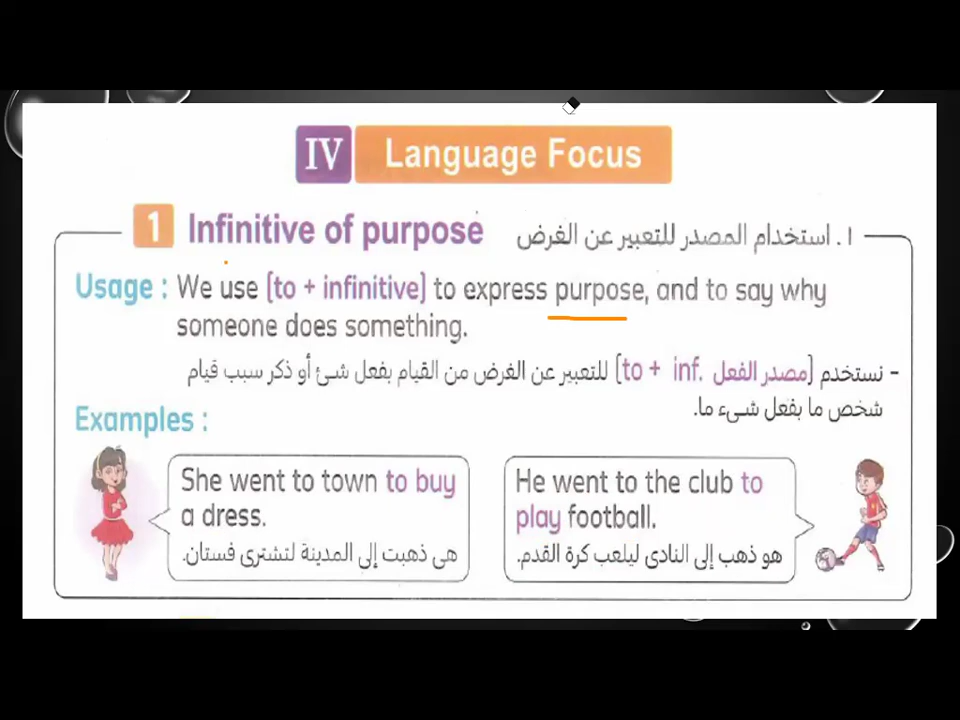 IV Language Focus
1 Infinitive of purpose ١. استخدام المصدر للتعبير عن الغرض
Usage : We use (to + infinitive) to express purpose, and to say why
someone does something.
- نستخدم (مصدر الفعل to + inf.) للتعبير عن الغرض من القيام بفعل شئ أو ذكر سبب قيام
شخص ما بفعل شىء ما.
Examples :
She went to town to buy
a dress.
هى ذهبت إلى المدينة لتشترى فستان.
He went to the club to
play football.
هو ذهب إلى النادى ليلعب كرة القدم.